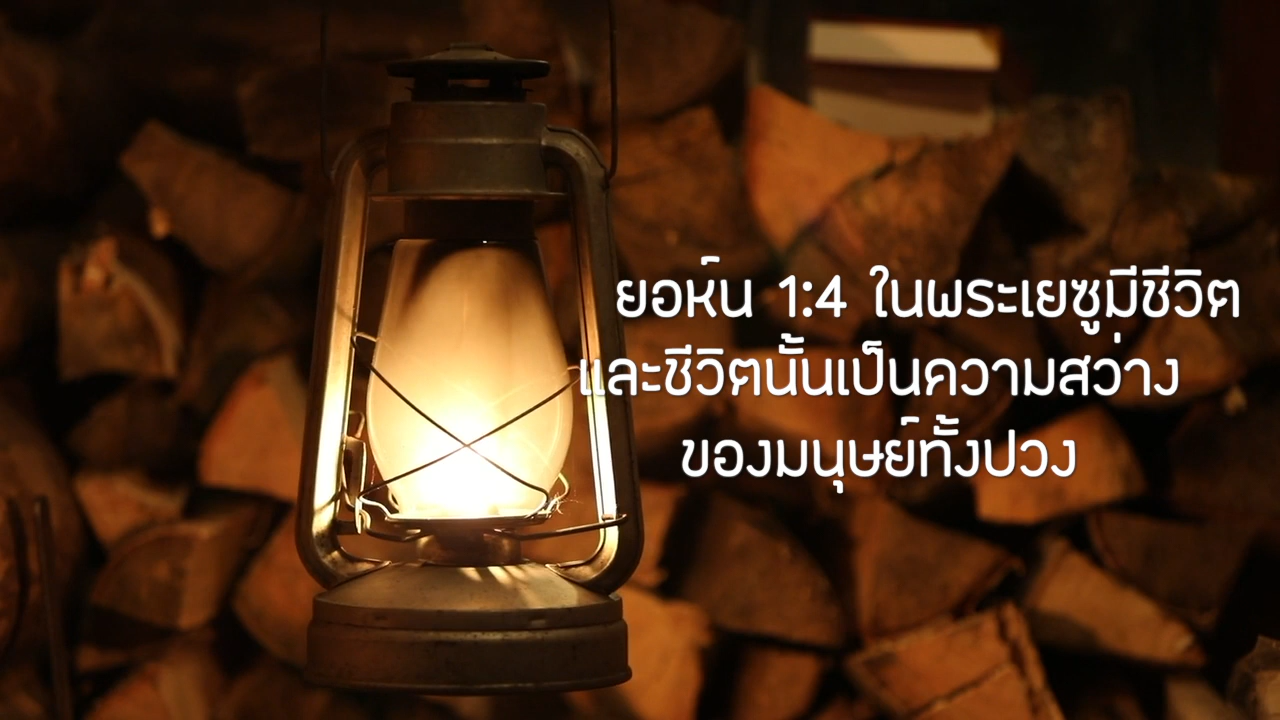 ยอห์น 1:4 ในพระเยซูมีชีวิต
และชีวิตนั้นเป็นความสว่าง
ของมนุษย์ทั้งปวง